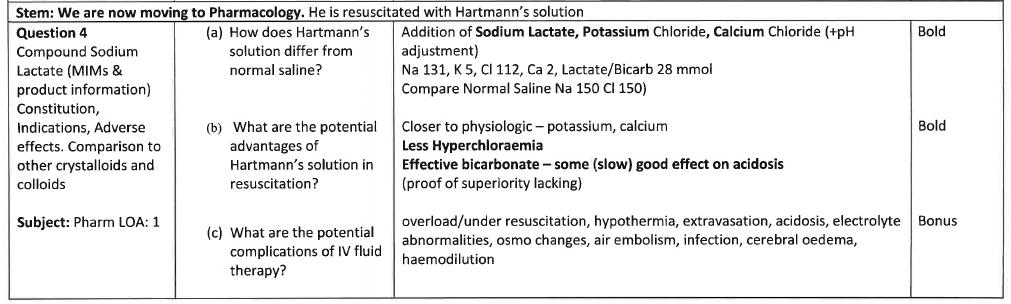 Stem: We are now moving to Pharmacology. He is resuscitated with Hartmann's solution
Question 4
Compound Sodium
Lactate (MIMs &
product information)
Constitution,
Indications, Adverse
effects. Comparison to
other crystalloids and
colloids
Subject: Pharm LOA: 1
(a) How does Hartmann's
solution differ from
normal saline?
Addition of Sodium Lactate, Potassium Chloride, Calcium Chloride (+pH
adjustment)
Na 131, K 5, Cl 112, Ca 2, Lactate/Bicarb 28 mmol
Compare Normal Saline Na 150 Cl 150)
Bold
(b) What are the potential
advantages of
Hartmann's solution in
resuscitation?
Closer to physiologic – potassium, calcium
Less Hyperchloraemia
Effective bicarbonate – some (slow) good effect on acidosis
(proof of superiority lacking)
Bold
(c) What are the potential
complications of IV fluid
therapy?
overload/under resuscitation, hypothermia, extravasation, acidosis, electrolyte
abnormalities, osmo changes, air embolism, infection, cerebral oedema,
haemodilution
Bonus